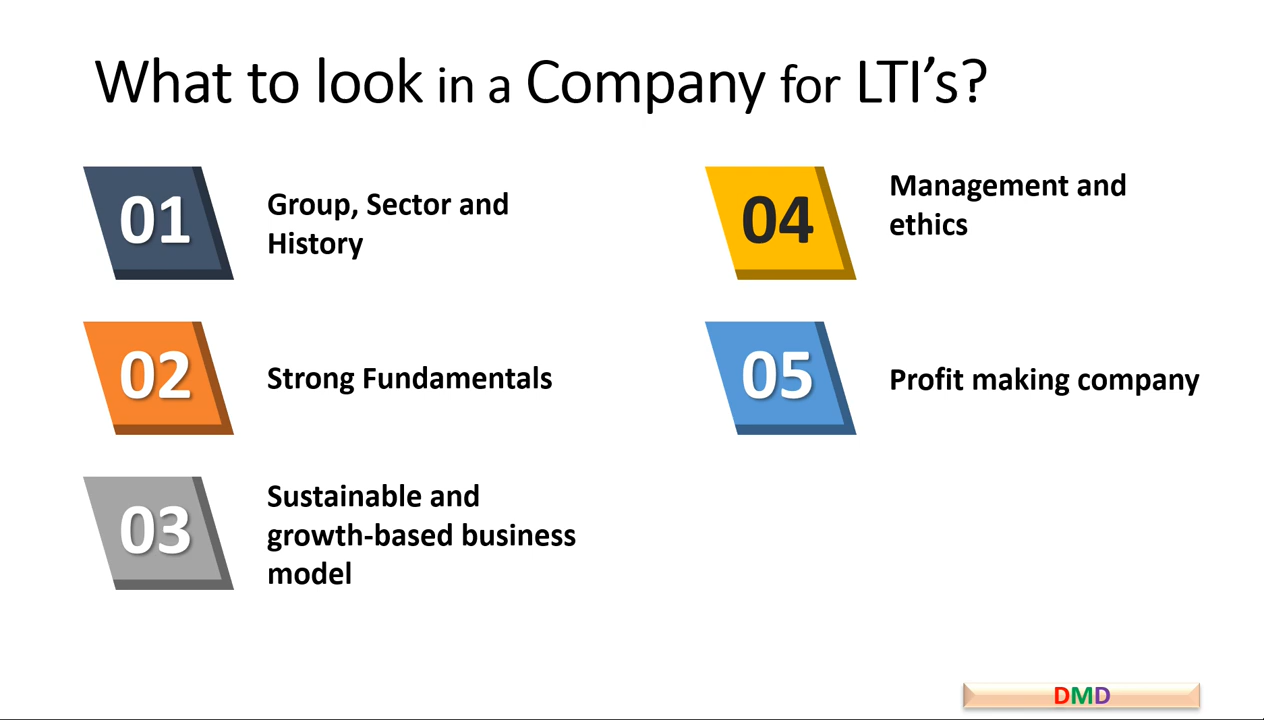 What to look in a Company for LTI’s?
01
Group, Sector and
History
02
Strong Fundamentals
03
Sustainable and
growth-based business
model
04
Management and
ethics
05
Profit making company
DMD